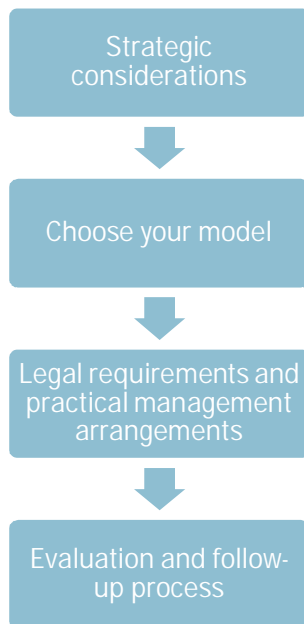 Strategic
considerations
Choose your model
Legal requirements and
practical management
arrangements
Evaluation and follow-
up process